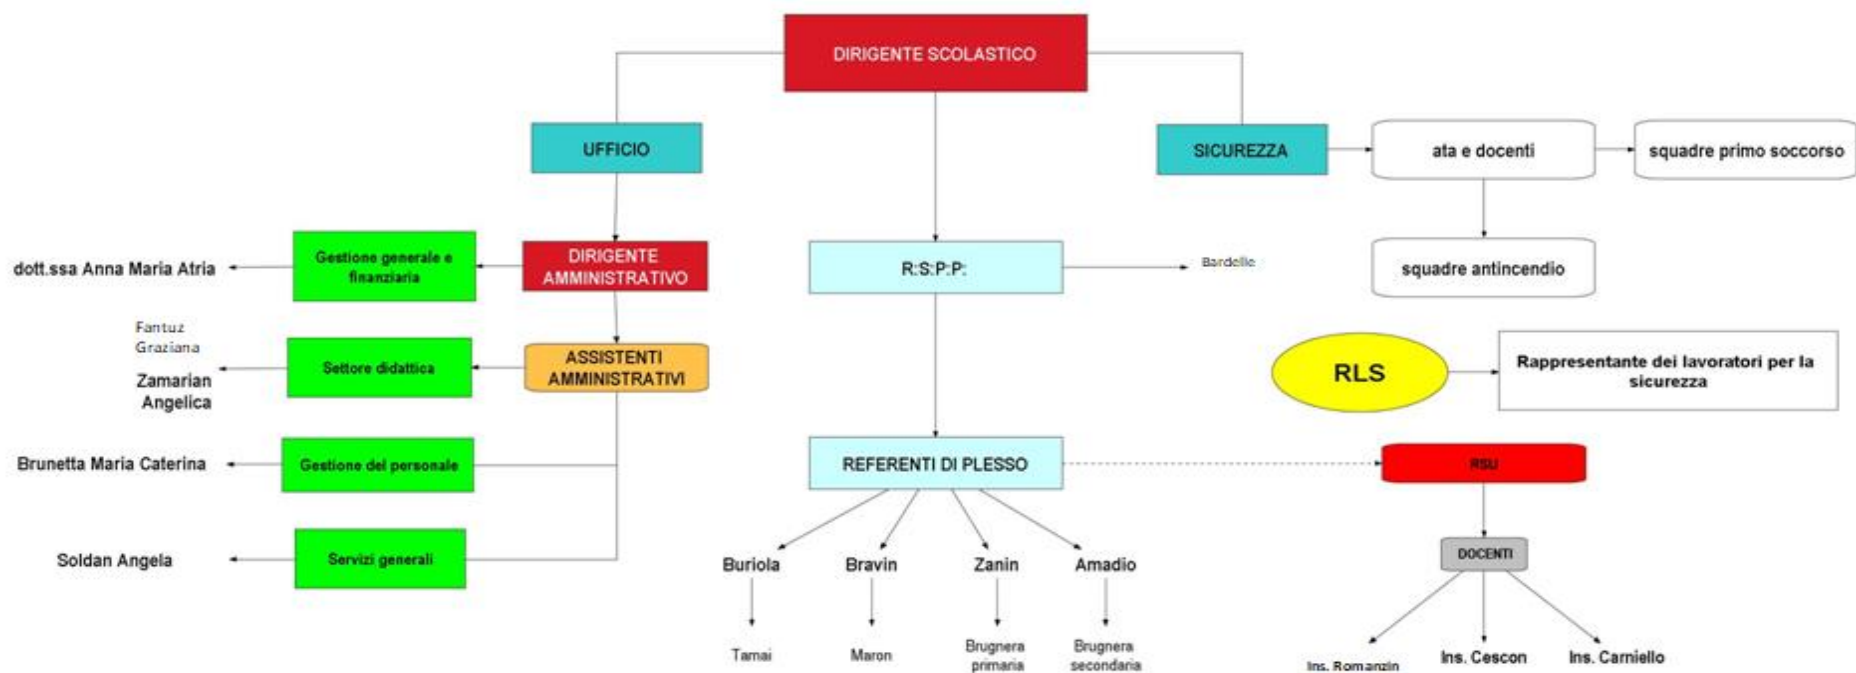 DIRIGENTE SCOLASTICO
UFFICIO
SICUREZZA
ata e docenti
squadre primo soccorso
dott.ssa Anna Maria Atria
Gestione generale e
finanziaria
DIRIGENTE
AMMINISTRATIVO
R:S:P:P:
Bardelle
squadre antincendio
Fantuz
Graziana
Zamarian
Angelica
Settore didattica
ASSISTENTI
AMMINISTRATIVI
RLS
Rappresentante dei lavoratori per la
sicurezza
Brunetta Maria Caterina
Gestione del personale
REFERENTI DI PLESSO
RSU
Soldan Angela
Servizi generali
Buriola
Bravin
Zanin
Amadio
DOCENTI
Tamai
Maron
Brugnera
primaria
Brugnera
secondaria
Ins. Romanzin
Ins. Cescon
Ins. Carniello